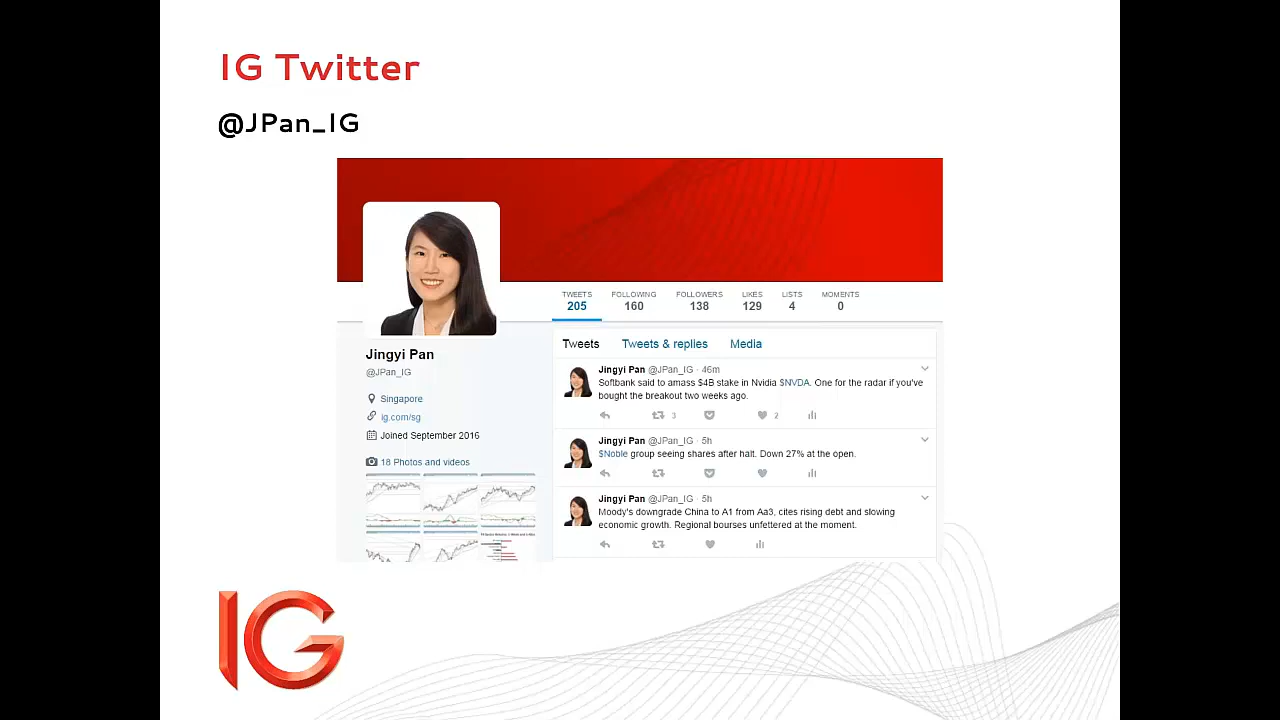 IG Twitter
@JPan_IG
TWEETS FOLLOWING FOLLOWERS LIKES LISTS MOMENTS
205 160 138 129 4 0
Jingyi Pan
@JPan_IG
Singapore
ig.com/sg
Joined September 2016
18 Photos and videos
Tweets Tweets & replies Media
Jingyi Pan @JPan_IG · 46m
Softbank said to amass $4B stake in Nvidia $NVDA. One for the radar if you've
bought the breakout two weeks ago.
3 2
Jingyi Pan @JPan_IG · 5h
$Noble group seeing shares after halt. Down 27% at the open.
Jingyi Pan @JPan_IG · 5h
Moody's downgrade China to A1 from Aa3, cites rising debt and slowing
economic growth. Regional bourses unfettered at the moment.
IG